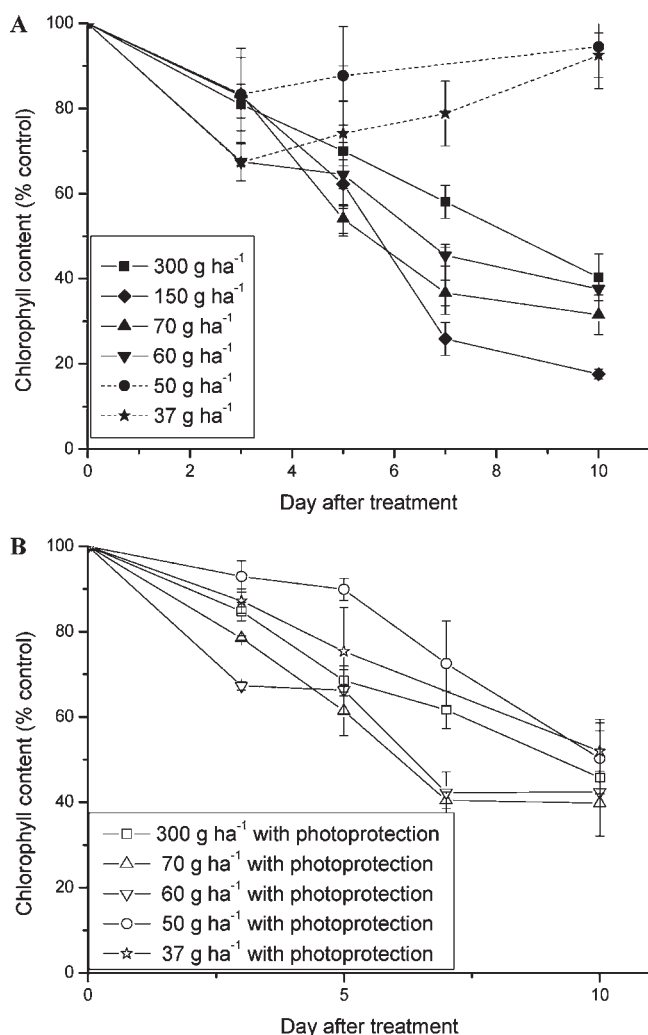 A
100
80
60
40
20
0
Chlorophyll content (% control)
300 g ha⁻¹
150 g ha⁻¹
70 g ha⁻¹
60 g ha⁻¹
50 g ha⁻¹
37 g ha⁻¹
0 2 4 6 8 10
Day after treatment
B
100
80
60
40
20
0
Chlorophyll content (% control)
300 g ha⁻¹ with photoprotection
70 g ha⁻¹ with photoprotection
60 g ha⁻¹ with photoprotection
50 g ha⁻¹ with photoprotection
37 g ha⁻¹ with photoprotection
0 5 10
Day after treatment